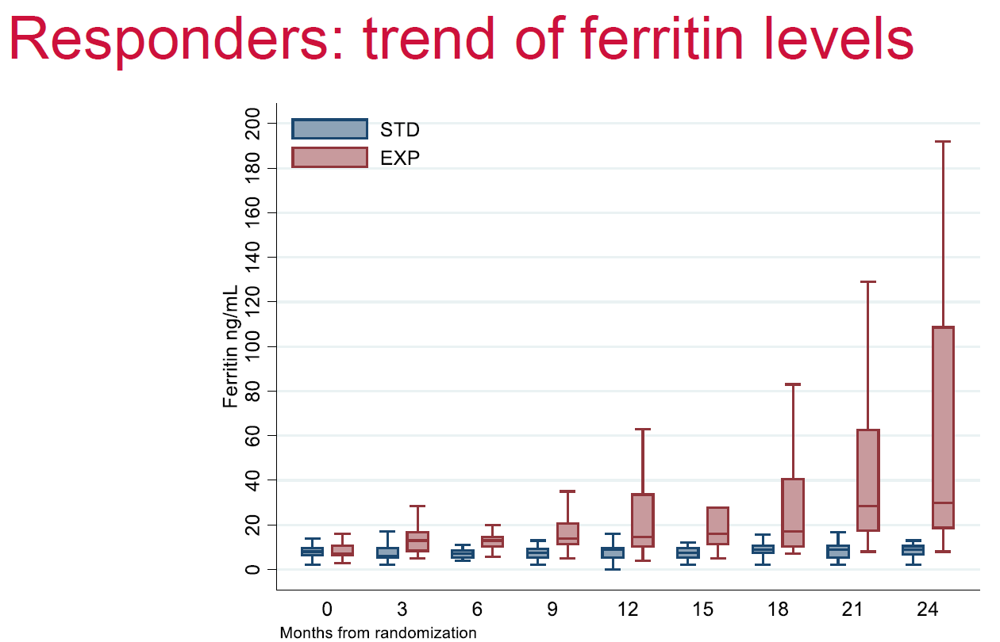 Responders: trend of ferritin levels
STD
EXP
Ferritin ng/mL
200
180
160
140
120
100
80
60
40
20
0
0 3 6 9 12 15 18 21 24
Months from randomization